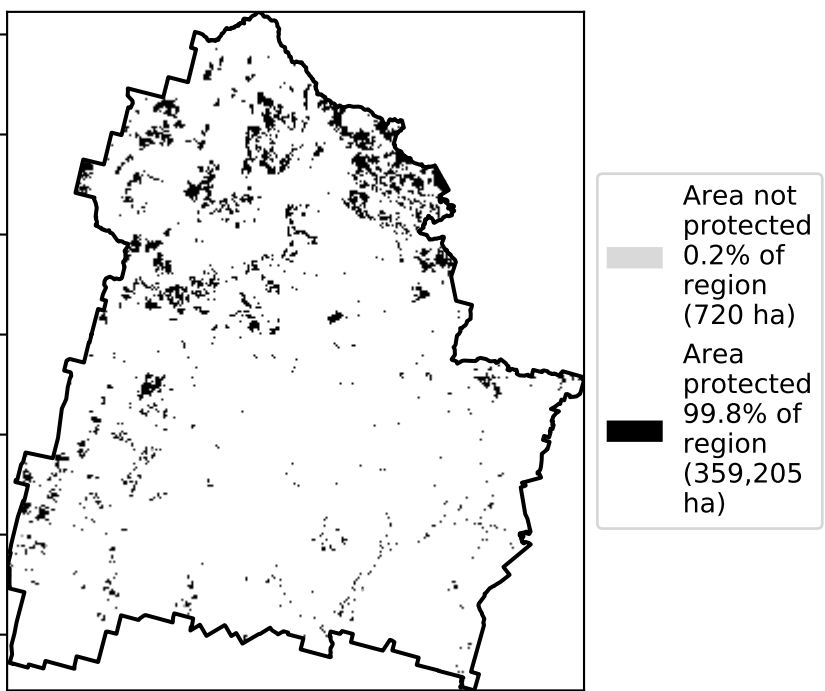 Area not
protected
0.2% of
region
(720 ha)
Area
protected
99.8% of
region
(359,205
ha)